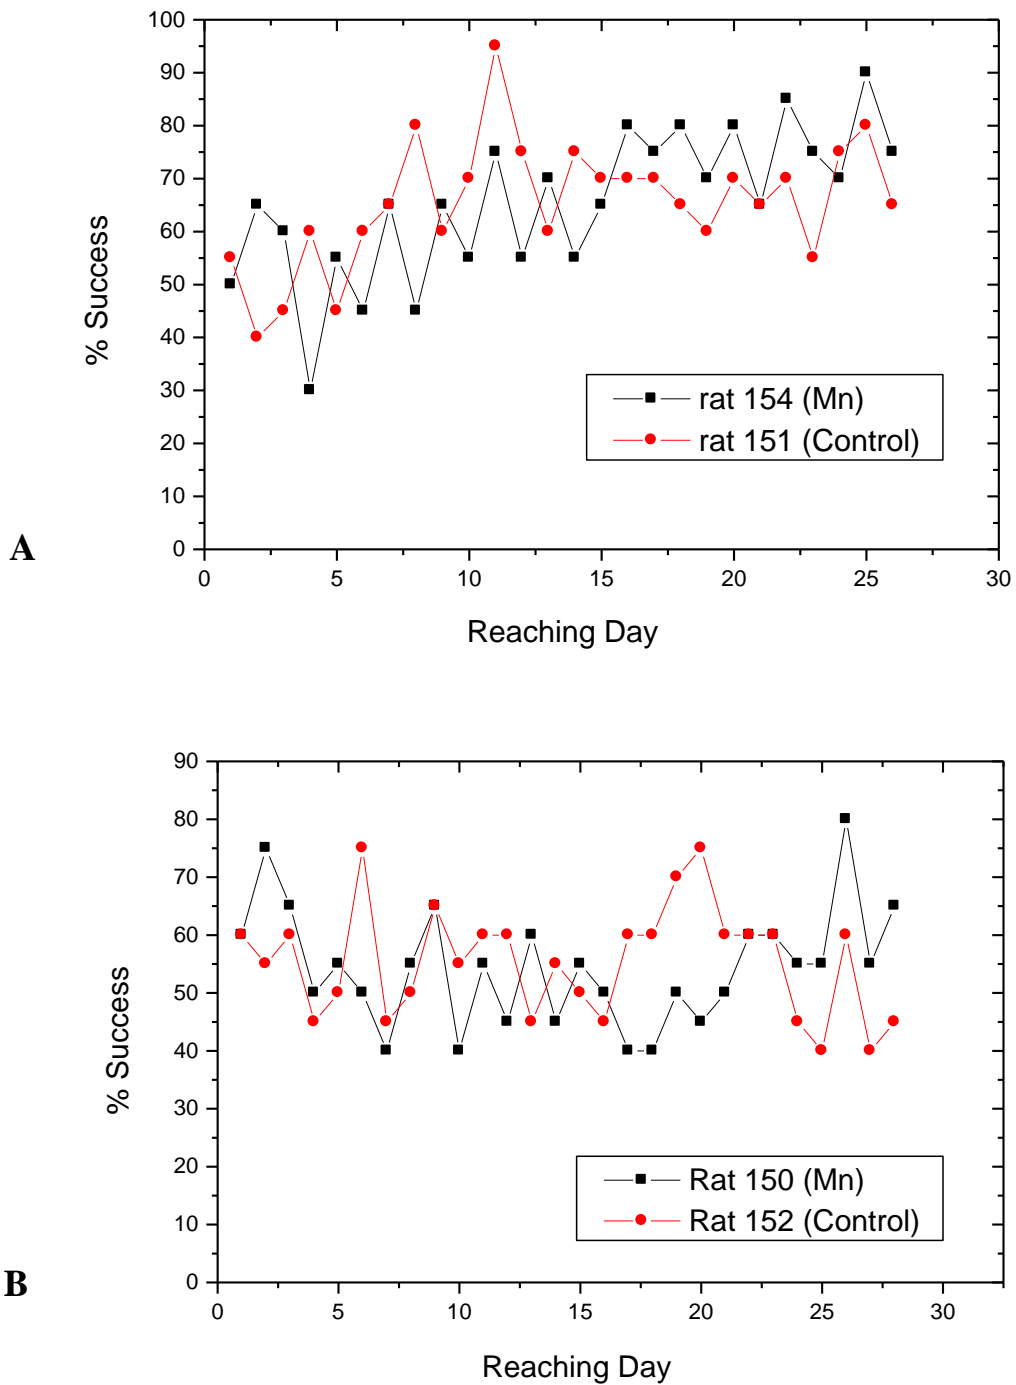 100
90
80
70
60
50
40
30
20
10
0
% Success
rat 154 (Mn)
rat 151 (Control)
A
0 5 10 15 20 25 30
Reaching Day
90
80
70
60
50
40
30
20
10
0
% Success
Rat 150 (Mn)
Rat 152 (Control)
B
0 5 10 15 20 25 30
Reaching Day